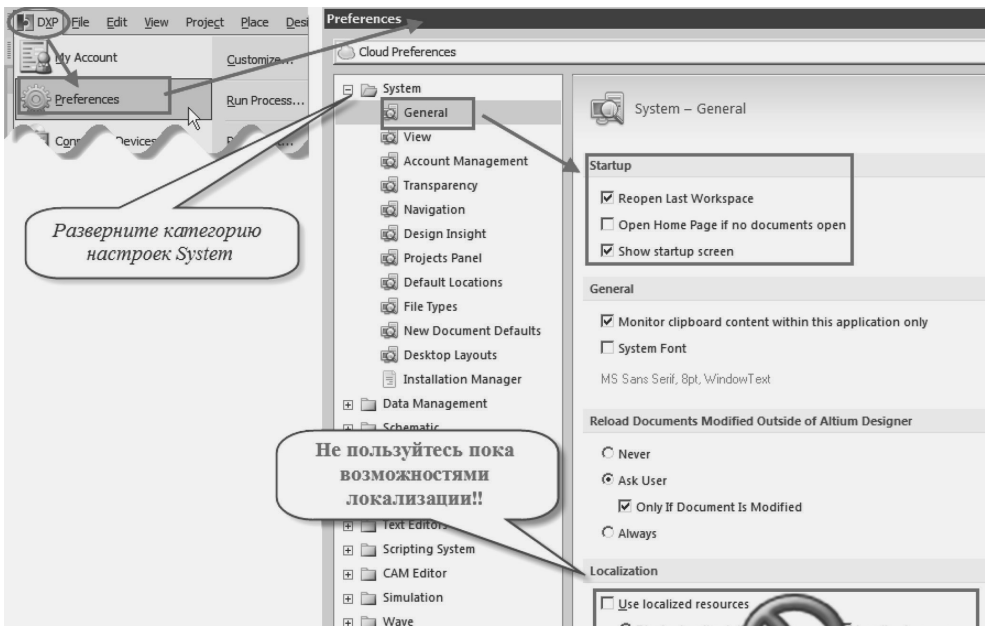 DXP File Edit View Project Place
My Account
Customize...
Preferences
Run Process...
Preferences
Cloud Preferences
System
General
View
Account Management
Transparency
Navigation
Design Insight
Projects Panel
Default Locations
File Types
New Document Defaults
Desktop Layouts
Installation Manager
Data Management
Schematic
Text Editors
Scripting System
CAM Editor
Simulation
Wave
Разверните категорию
настроек System
Не пользуйтесь пока
возможностями
локализации!!
System – General
Startup
Reopen Last Workspace
Open Home Page if no documents open
Show startup screen
General
Monitor clipboard content within this application only
System Font
MS Sans Serif, 8pt, WindowText
Reload Documents Modified Outside of Altium Designer
Never
Ask User
Only If Document Is Modified
Always
Localization
Use localized resources